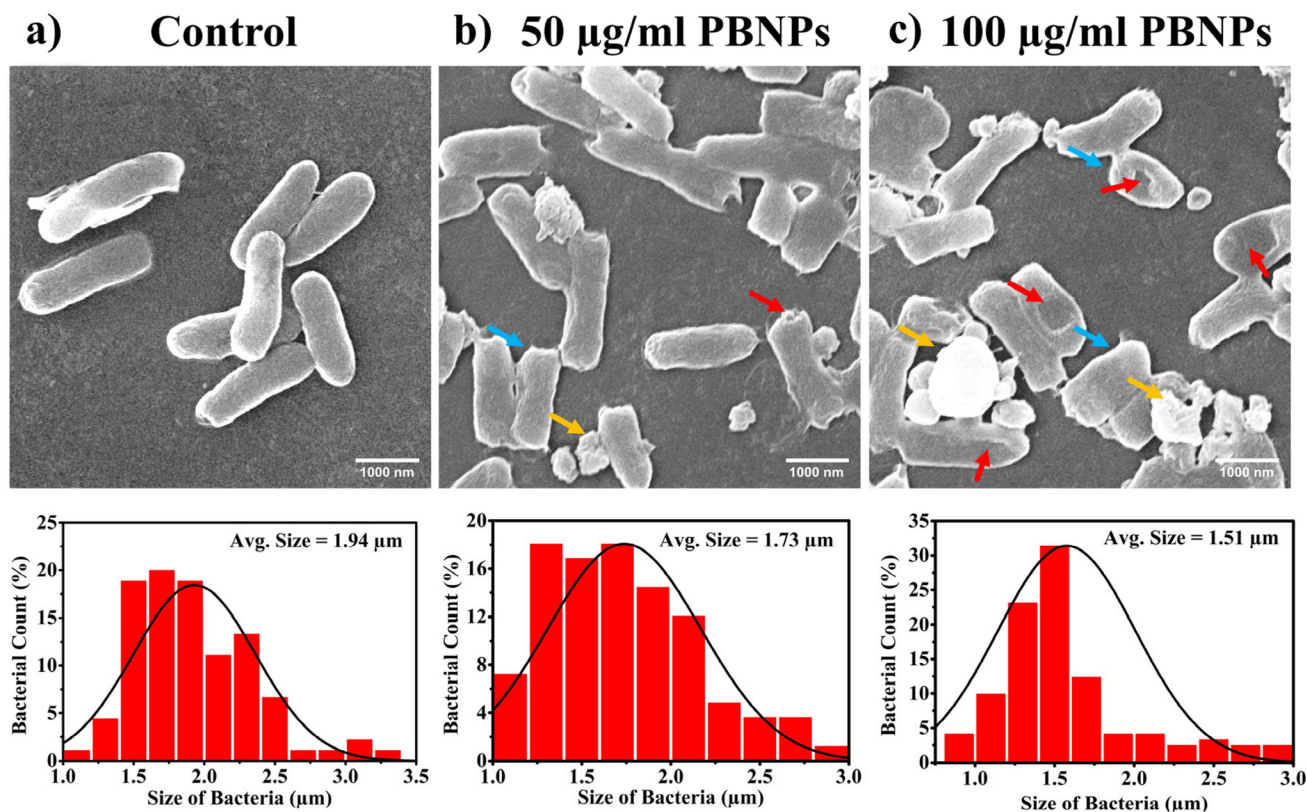 a) Control
b) 50 µg/ml PBNPs
c) 100 µg/ml PBNPs
1000 nm
1000 nm
1000 nm
Avg. Size = 1.94 µm
Bacterial Count (%)
25
20
15
10
5
0
1.0 1.5 2.0 2.5 3.0 3.5
Size of Bacteria (µm)
Avg. Size = 1.73 µm
Bacterial Count (%)
20
18
12
8
4
0
1.0 1.5 2.0 2.5 3.0
Size of Bacteria (µm)
Avg. Size = 1.51 µm
Bacterial Count (%)
35
30
25
20
15
10
5
0
1.0 1.5 2.0 2.5 3.0
Size of Bacteria (µm)